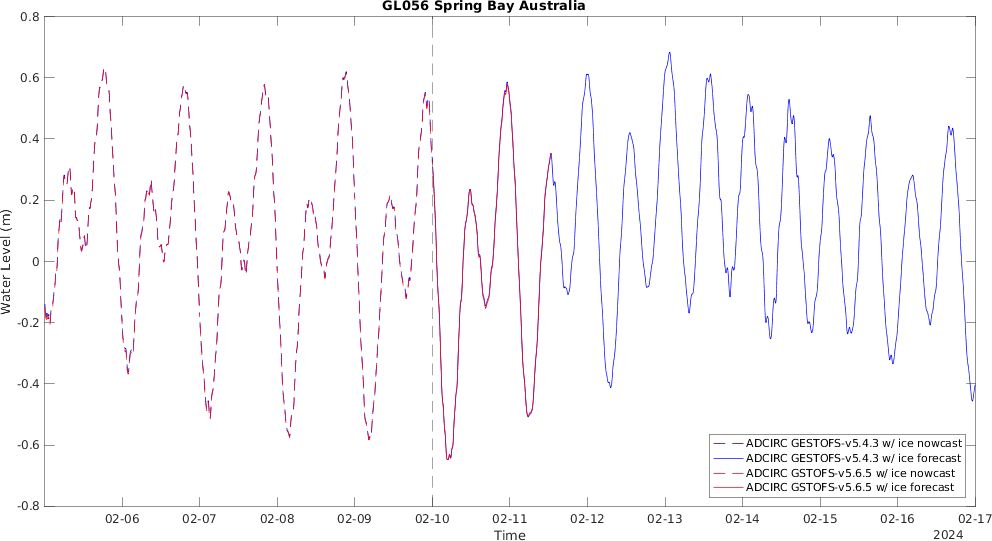 GL056 Spring Bay Australia
0.8
0.6
0.4
0.2
0
-0.2
-0.4
-0.6
-0.8
Water Level (m)
ADCIRC GESTOFS-v5.4.3 w/ ice nowcast
ADCIRC GESTOFS-v5.4.3 w/ ice forecast
ADCIRC GSTOFS-v5.6.5 w/ ice nowcast
ADCIRC GSTOFS-v5.6.5 w/ ice forecast
02-06 02-07 02-08 02-09 02-10 02-11 02-12 02-13 02-14 02-15 02-16 02-17
Time
2024